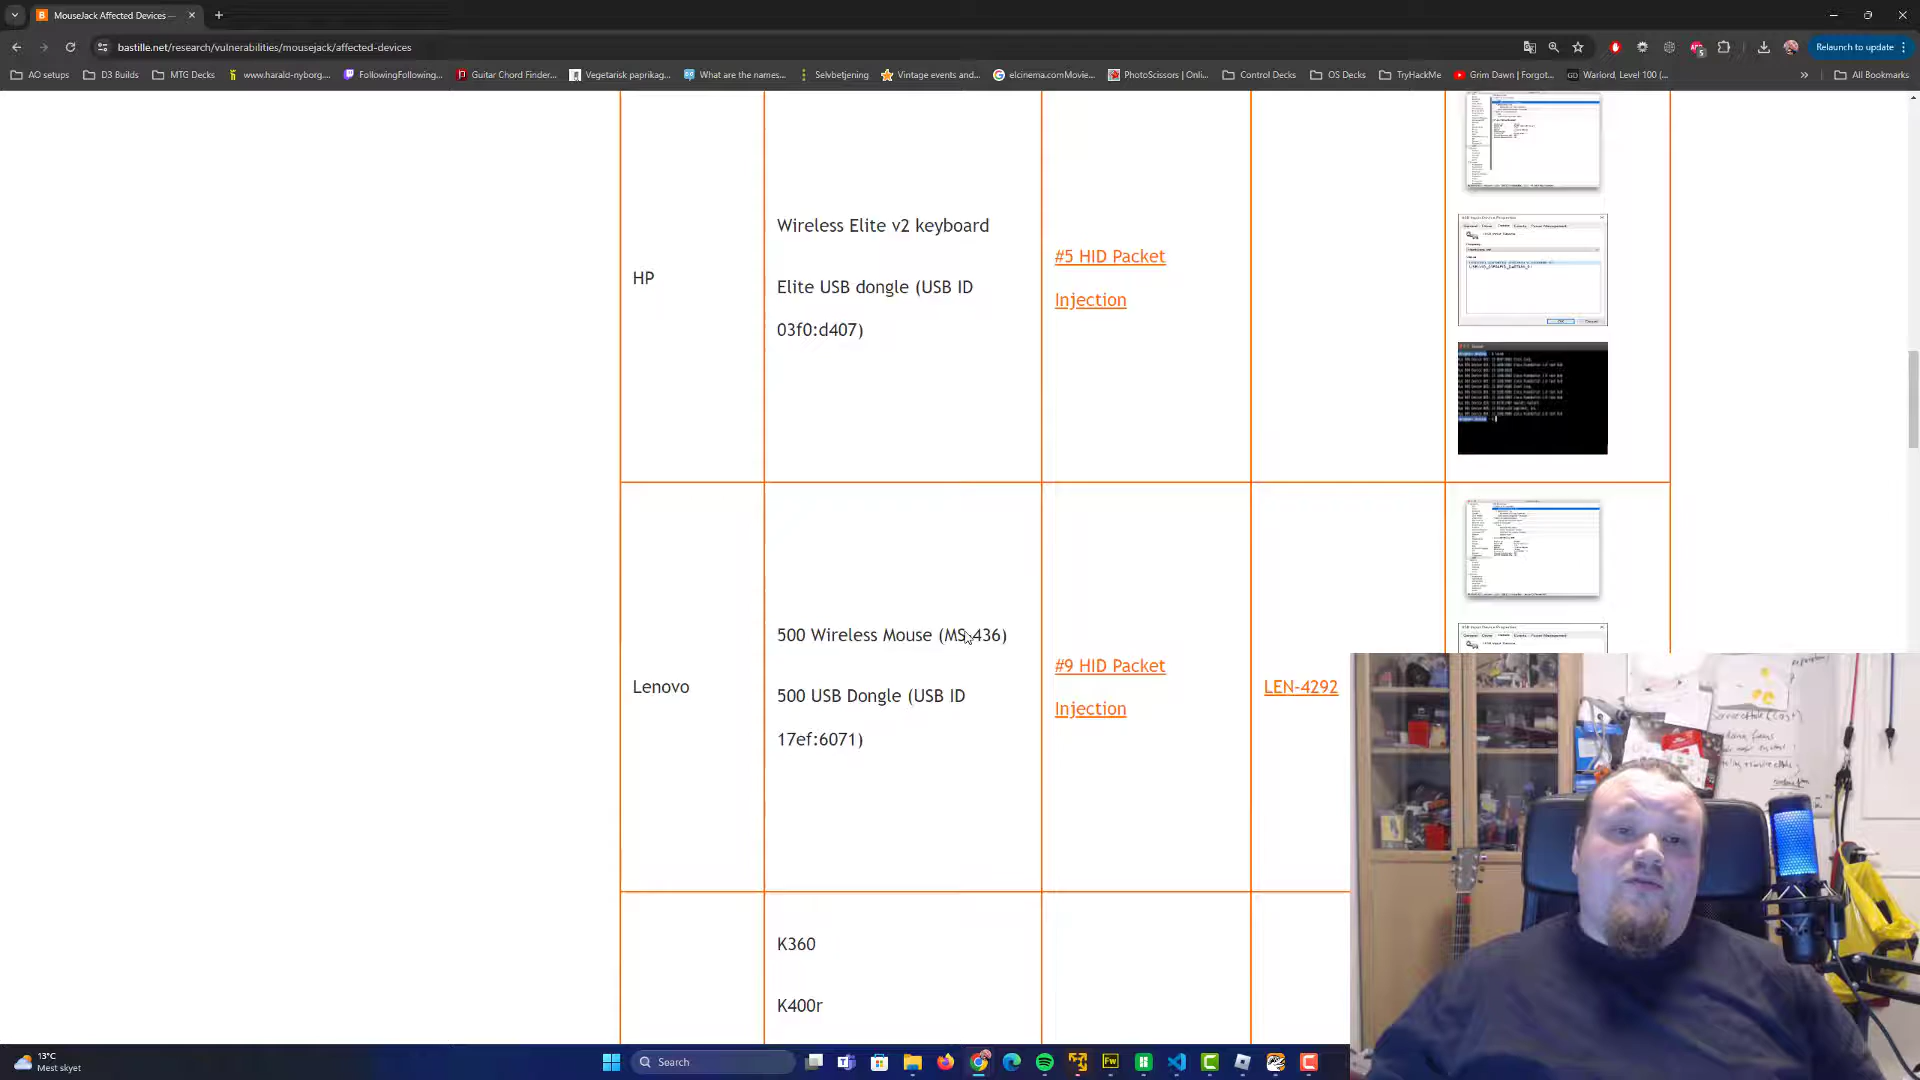 MouseJack Affected Devices —
bastille.net/research/vulnerabilities/mousejack/affected-devices
Relaunch to update
AO setups
D3 Builds
MTG Decks
www.harald-nyborg....
FollowingFollowing...
Guitar Chord Finder...
Vegetarisk paprikag...
What are the names...
Selvbetjening
Vintage events and...
elcinema.comMovie...
PhotoScissors | Onli...
Control Decks
OS Decks
TryHackMe
Grim Dawn | Forgot...
Warlord, Level 100 (...
All Bookmarks
HP
Wireless Elite v2 keyboard
Elite USB dongle (USB ID
03f0:d407)
#5 HID Packet
Injection
Lenovo
500 Wireless Mouse (MS-436)
500 USB Dongle (USB ID
17ef:6071)
#9 HID Packet
Injection
LEN-4292
K360
K400r
13°C
Mest skyet
Search